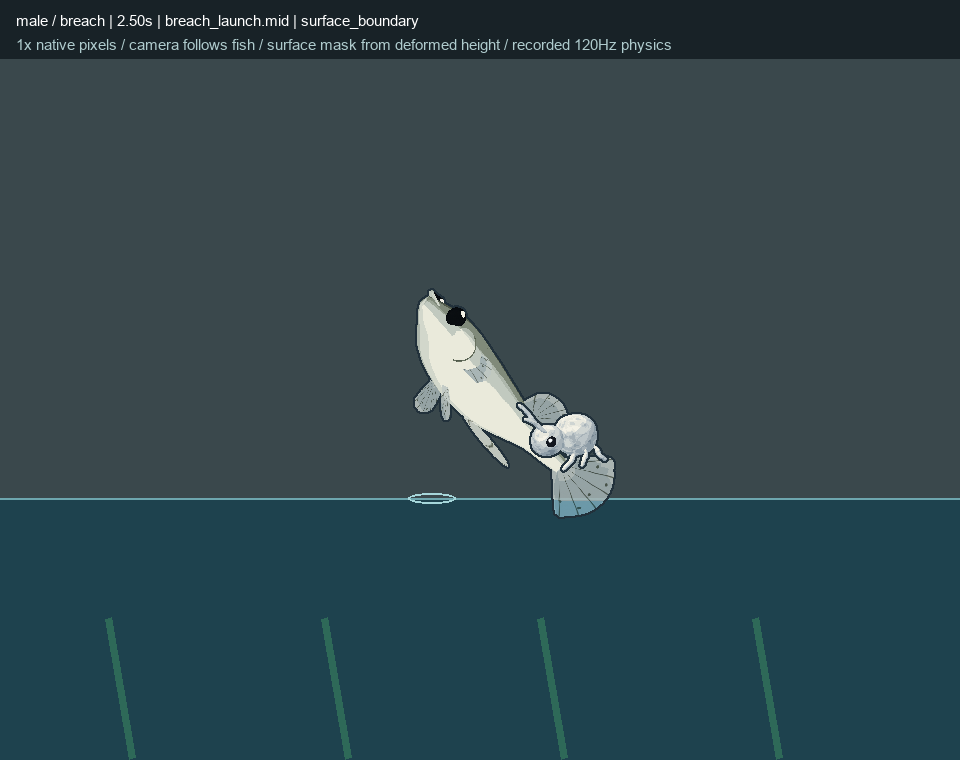 male / breach | 2.50s | breach_launch.mid | surface_boundary
1x native pixels / camera follows fish / surface mask from deformed height / recorded 120Hz physics